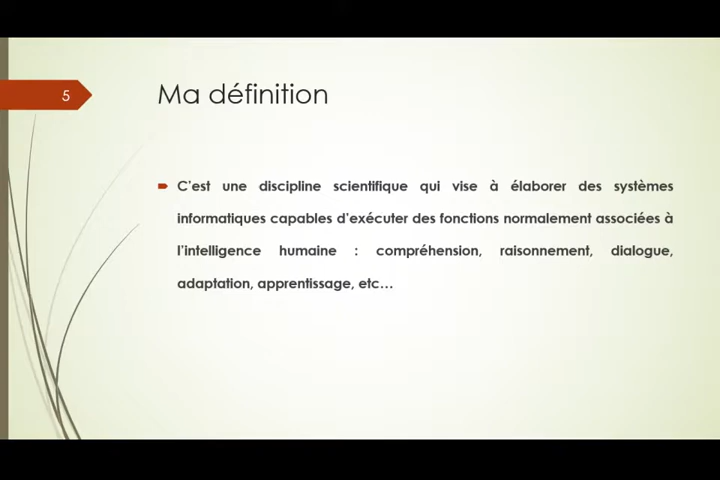 5
Ma définition
C'est une discipline scientifique qui vise à élaborer des systèmes
informatiques capables d'exécuter des fonctions normalement associées à
l'intelligence humaine : compréhension, raisonnement, dialogue,
adaptation, apprentissage, etc…